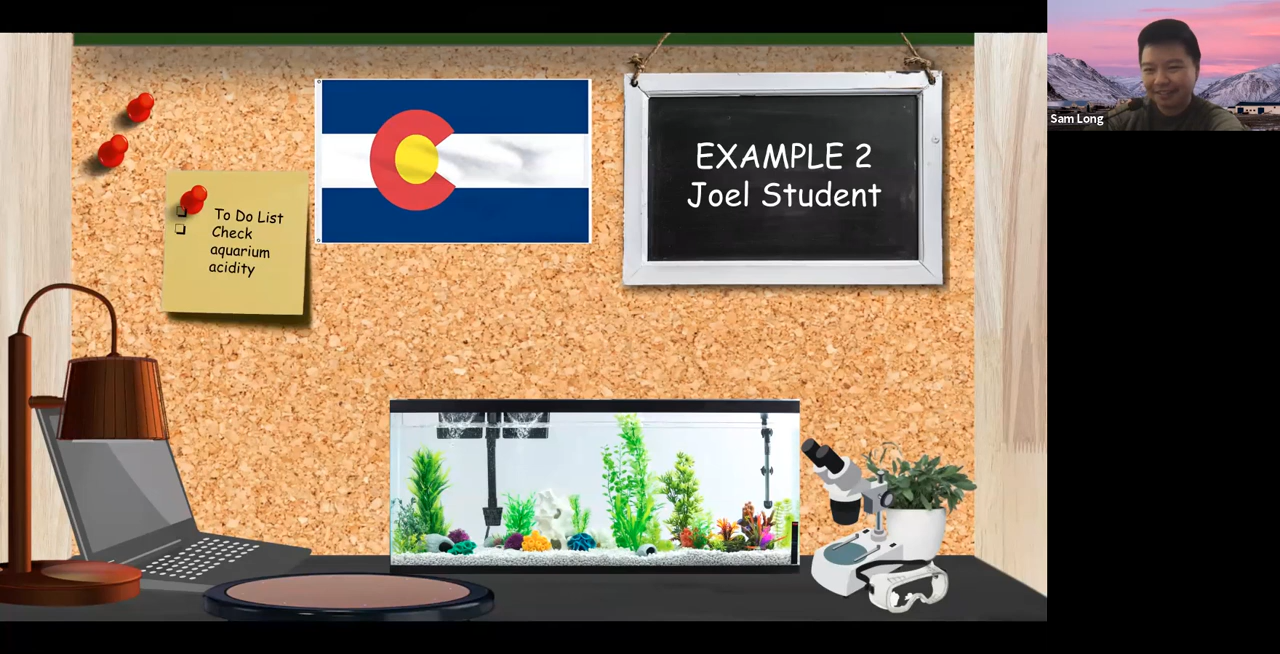 EXAMPLE 2
Joel Student
To Do List
Check
aquarium
acidity
Sam Long